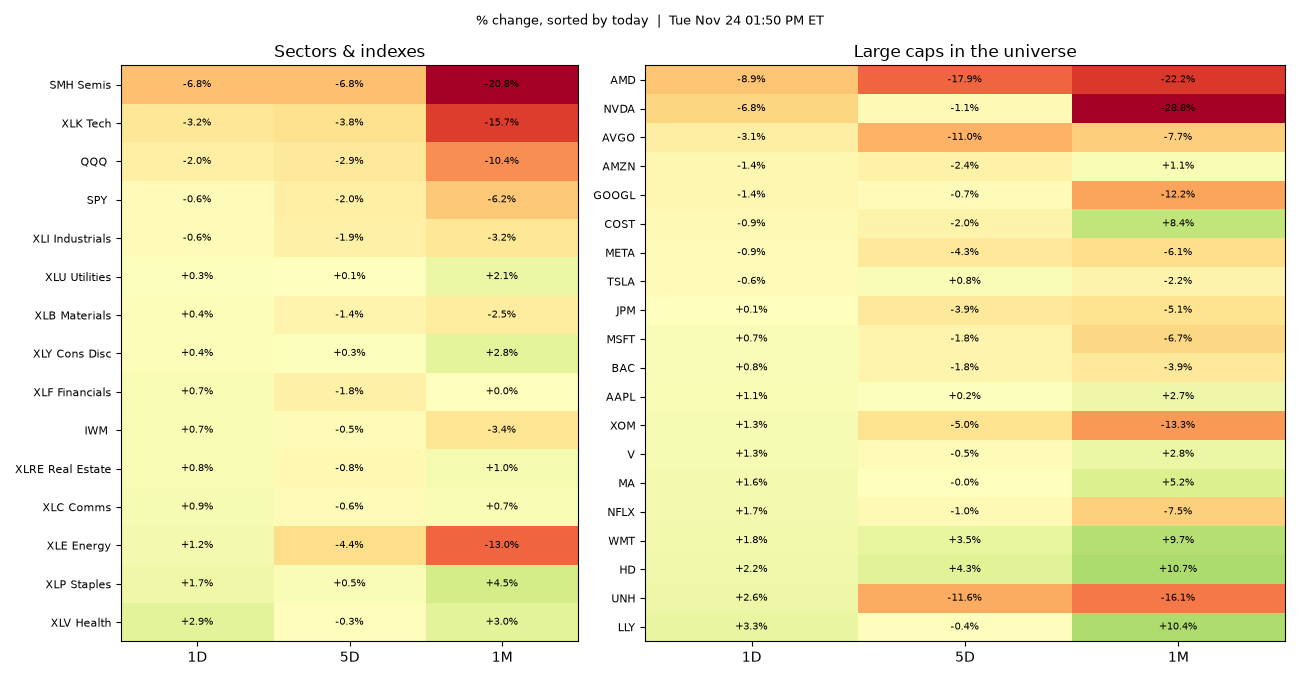 % change, sorted by today | Tue Nov 24 01:50 PM ET
Sectors & indexes
SMH Semis -6.8% -6.8% -20.8%
XLK Tech -3.2% -3.8% -15.7%
QQQ -2.0% -2.9% -10.4%
SPY -0.6% -2.0% -6.2%
XLI Industrials -0.6% -1.9% -3.2%
XLU Utilities +0.3% +0.1% +2.1%
XLB Materials +0.4% -1.4% -2.5%
XLY Cons Disc +0.4% +0.3% +2.8%
XLF Financials +0.7% -1.8% +0.0%
IWM +0.7% -0.5% -3.4%
XLRE Real Estate +0.8% -0.8% +1.0%
XLC Comms +0.9% -0.6% +0.7%
XLE Energy +1.2% -4.4% -13.0%
XLP Staples +1.7% +0.5% +4.5%
XLV Health +2.9% -0.3% +3.0%
1D 5D 1M
Large caps in the universe
AMD -8.9% -17.9% -22.2%
NVDA -6.8% -1.1% -28.8%
AVGO -3.1% -11.0% -7.7%
AMZN -1.4% -2.4% +1.1%
GOOGL -1.4% -0.7% -12.2%
COST -0.9% -2.0% +8.4%
META -0.9% -4.3% -6.1%
TSLA -0.6% +0.8% -2.2%
JPM +0.1% -3.9% -5.1%
MSFT +0.7% -1.8% -6.7%
BAC +0.8% -1.8% -3.9%
AAPL +1.1% +0.2% +2.7%
XOM +1.3% -5.0% -13.3%
V +1.3% -0.5% +2.8%
MA +1.6% -0.0% +5.2%
NFLX +1.7% -1.0% -7.5%
WMT +1.8% +3.5% +9.7%
HD +2.2% +4.3% +10.7%
UNH +2.6% -11.6% -16.1%
LLY +3.3% -0.4% +10.4%
1D 5D 1M